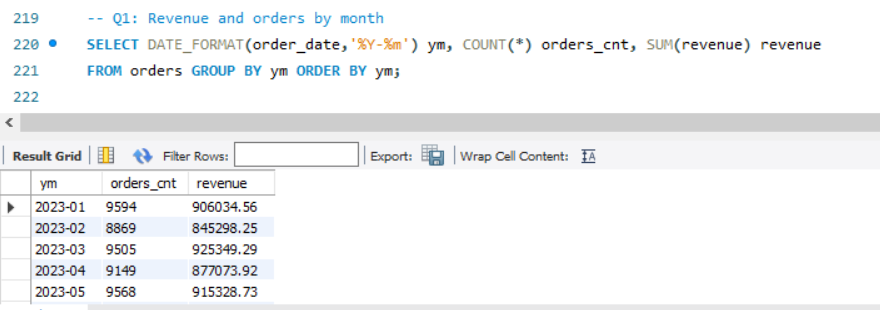 219 -- Q1: Revenue and orders by month
220 SELECT DATE_FORMAT(order_date,'%Y-%m') ym, COUNT(*) orders_cnt, SUM(revenue) revenue
221 FROM orders GROUP BY ym ORDER BY ym;
222
Result Grid Filter Rows: Export: Wrap Cell Content: IA
ym orders_cnt revenue
2023-01 9594 906034.56
2023-02 8869 845298.25
2023-03 9505 925349.29
2023-04 9149 877073.92
2023-05 9568 915328.73